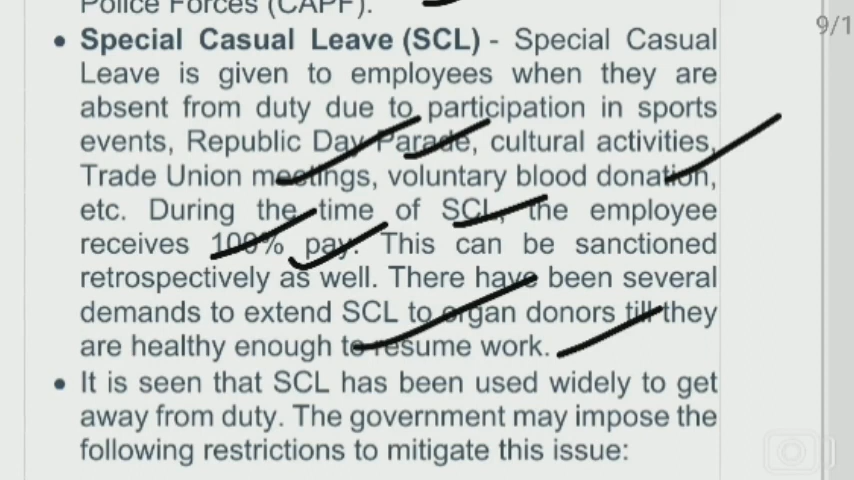 Police Forces (CAPF).
9/1
• Special Casual Leave (SCL) - Special Casual
Leave is given to employees when they are
absent from duty due to participation in sports
events, Republic Day Parade, cultural activities,
Trade Union meetings, voluntary blood donation,
etc. During the time of SCL, the employee
receives 100% pay. This can be sanctioned
retrospectively as well. There have been several
demands to extend SCL to organ donors till they
are healthy enough to resume work.
• It is seen that SCL has been used widely to get
away from duty. The government may impose the
following restrictions to mitigate this issue: